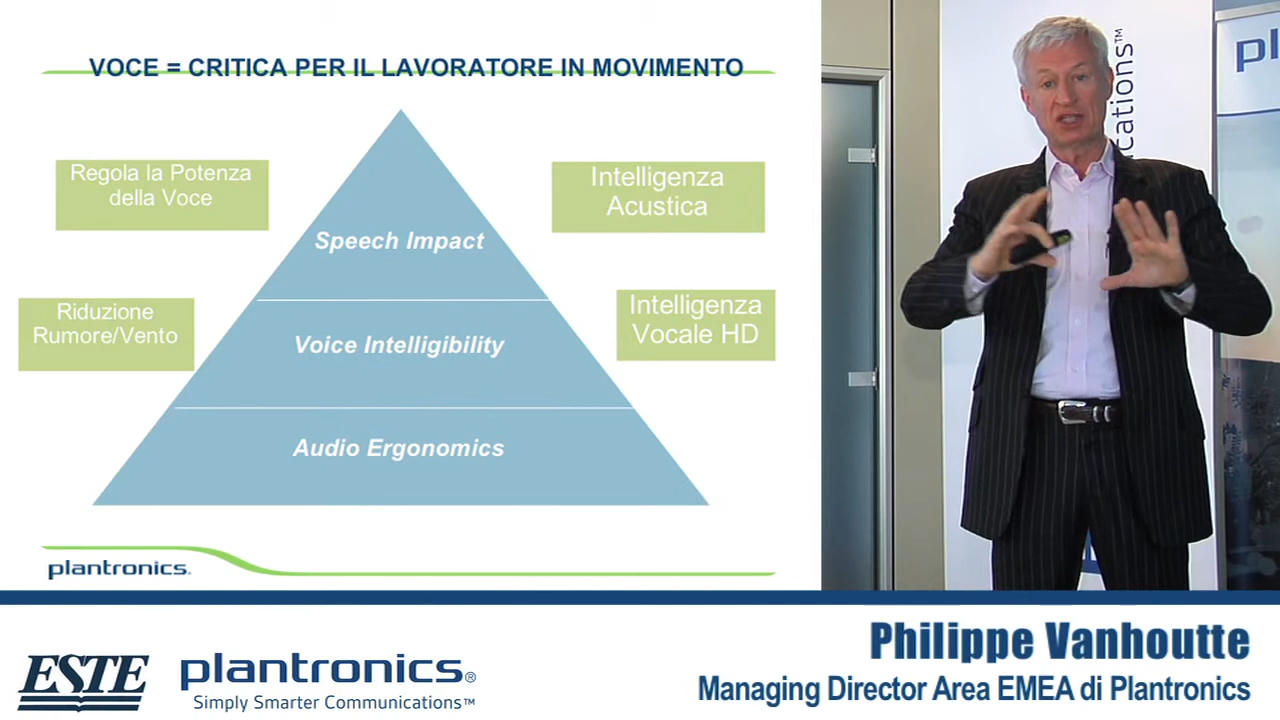 VOCE = CRITICA PER IL LAVORATORE IN MOVIMENTO
Regola la Potenza
della Voce
Intelligenza
Acustica
Speech Impact
Riduzione
Rumore/Vento
Intelligenza
Vocale HD
Voice Intelligibility
Audio Ergonomics
plantronics.
cations™
pl
Philippe Vanhoutte
Managing Director Area EMEA di Plantronics
ESTE
plantronics®
Simply Smarter Communications™